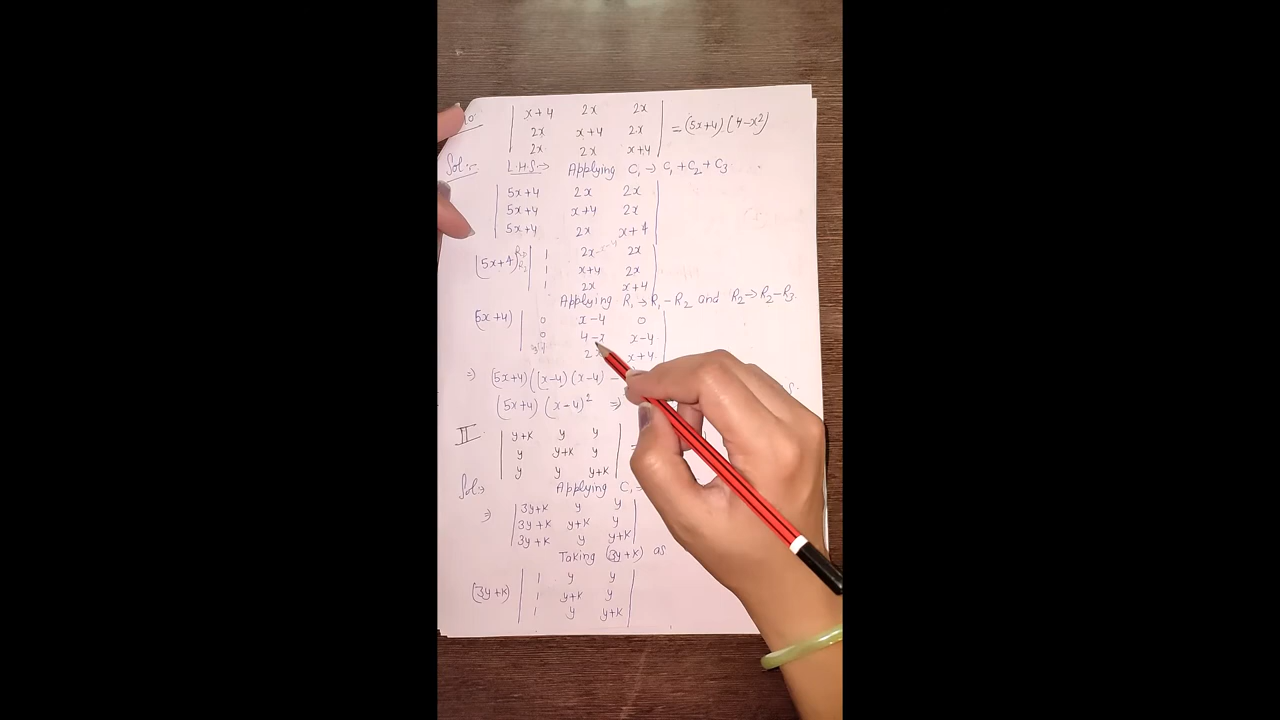 10. | x+4 2x 2x |
| 2x x+4 2x | = (5x+4) (4-x²)
| 2x 2x x+4 |
Sol:- L.H.S:→ Applying C₁→ C₁+C₂+C₃
| 5x+4 2x 2x |
| 5x+4 x+4 2x |
| 5x+4 2x x+4 |
| 2x 2x |
(5x+4) | 1 x+4 2x |
| 1 2x x+4 |
Applying R₁→R₁-R₂ and R₂→R₂-R₃.
(5x+4) | 0 x-4 0 |
| 0 4-x x-4 |
x+4 |
⇒ (5x+4) ((x-4) (x-4) -
(5x+4) (x-4)² ⇒
II | y+k y y |
| y y+k y | =
| y y y+k |
Sol:→ Applying C₁
| 3y+k y y |
⇒ | 3y+k y+k y |
| 3y+k y y+k |
Taking (3y+k) as
| 1 y y |
(3y+k) | 1 y+k y |
| 1 y y+k |